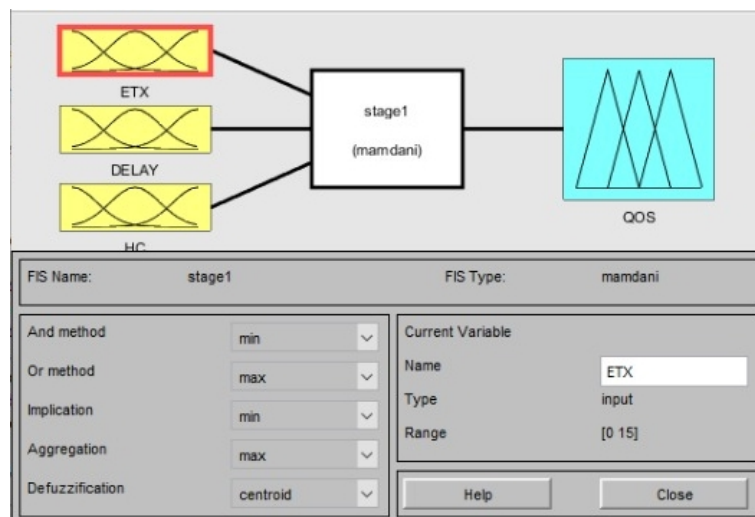 ETX
stage1
(mamdani)
DELAY
QOS
HC
FIS Name: stage1 FIS Type: mamdani
And method min
Or method max
Implication min
Aggregation max
Defuzzification centroid
Current Variable
Name ETX
Type input
Range [0 15]
Help Close